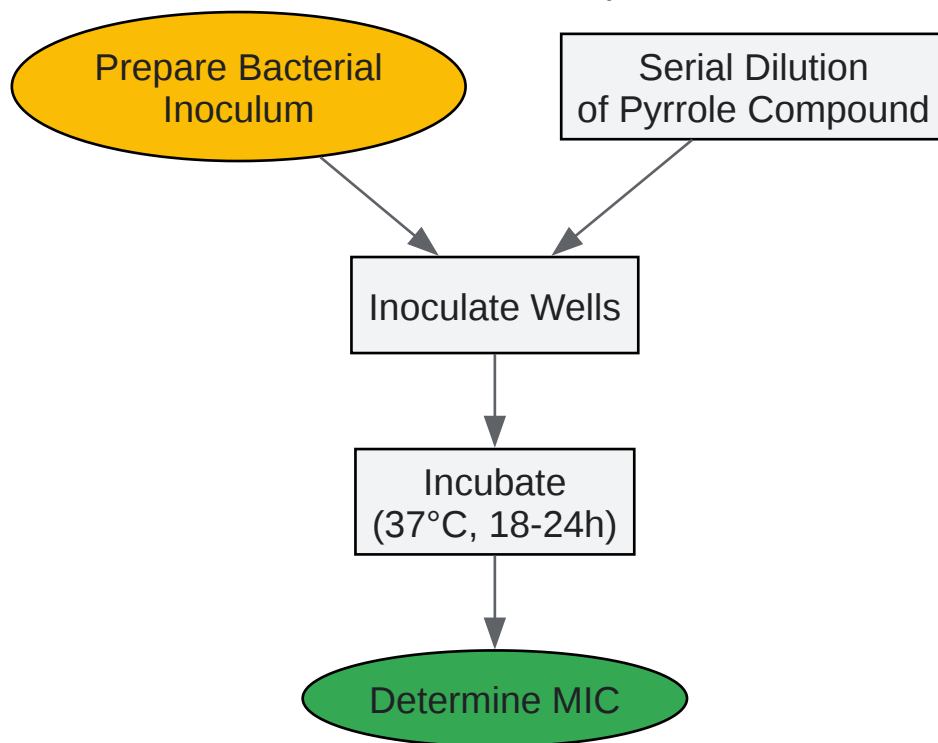 Prepare Bacterial
Inoculum
Serial Dilution
of Pyrrole Compound
Inoculate Wells
Incubate
(37°C, 18-24h)
Determine MIC